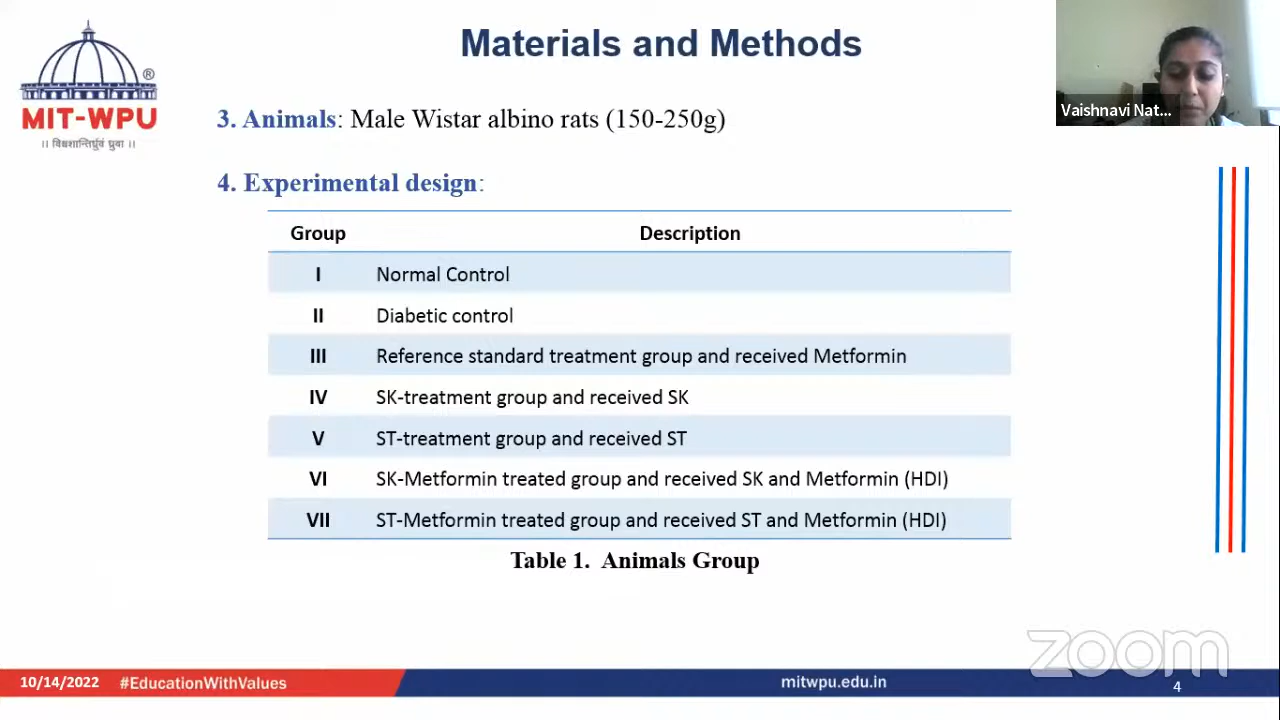 Materials and Methods
®
MIT-WPU
।। विश्वशान्तिर्ध्रुवं ध्रुवा ।।
Vaishnavi Nat...
3. Animals: Male Wistar albino rats (150-250g)
4. Experimental design:
Group Description
I Normal Control
II Diabetic control
III Reference standard treatment group and received Metformin
IV SK-treatment group and received SK
V ST-treatment group and received ST
VI SK-Metformin treated group and received SK and Metformin (HDI)
VII ST-Metformin treated group and received ST and Metformin (HDI)
Table 1. Animals Group
zoom
10/14/2022 #EducationWithValues mitwpu.edu.in 4